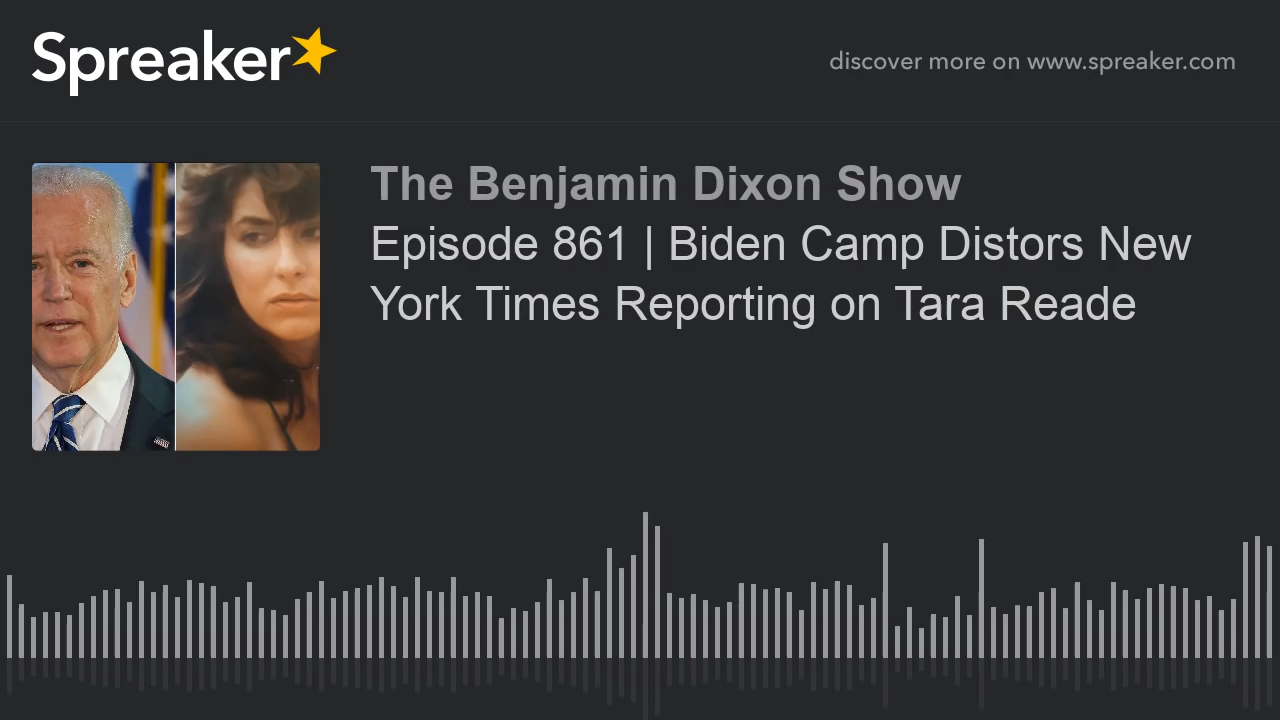 Spreaker
discover more on www.spreaker.com
The Benjamin Dixon Show
Episode 861 | Biden Camp Distors New
York Times Reporting on Tara Reade